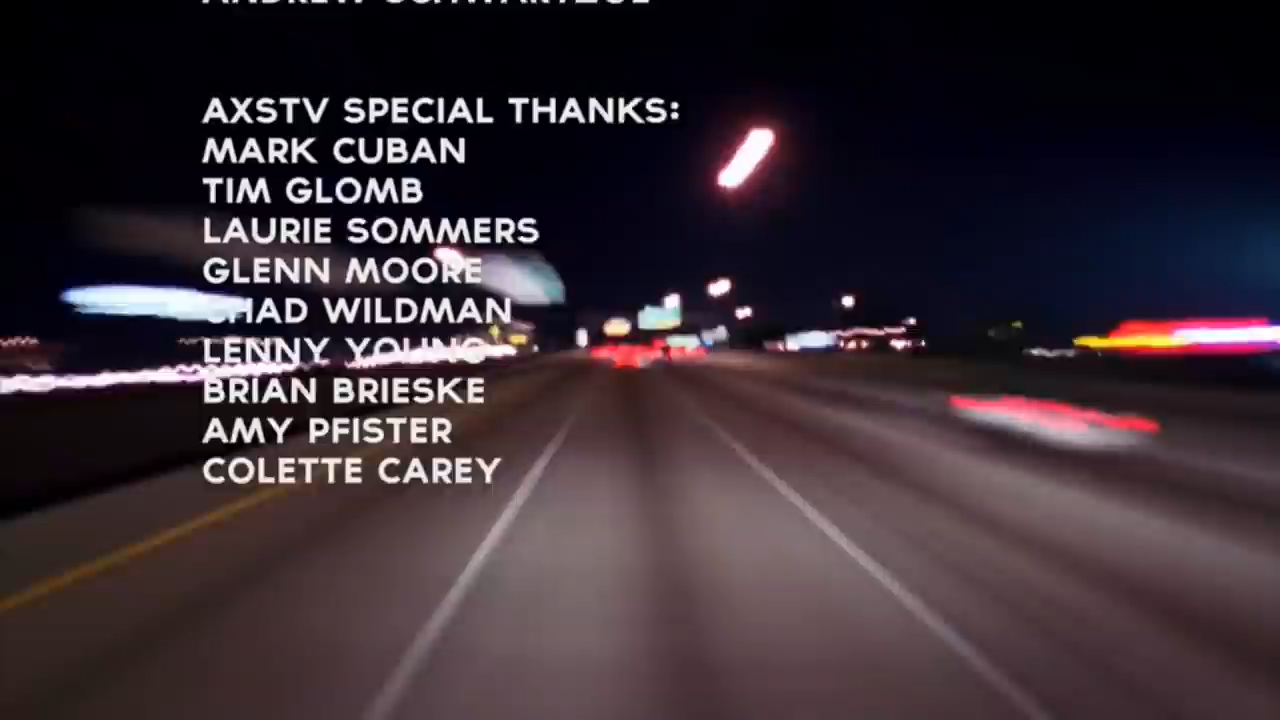 AXSTV SPECIAL THANKS:
MARK CUBAN
TIM GLOMB
LAURIE SOMMERS
GLENN MOORE
CHAD WILDMAN
LENNY YOUNG
BRIAN BRIESKE
AMY PFISTER
COLETTE CAREY